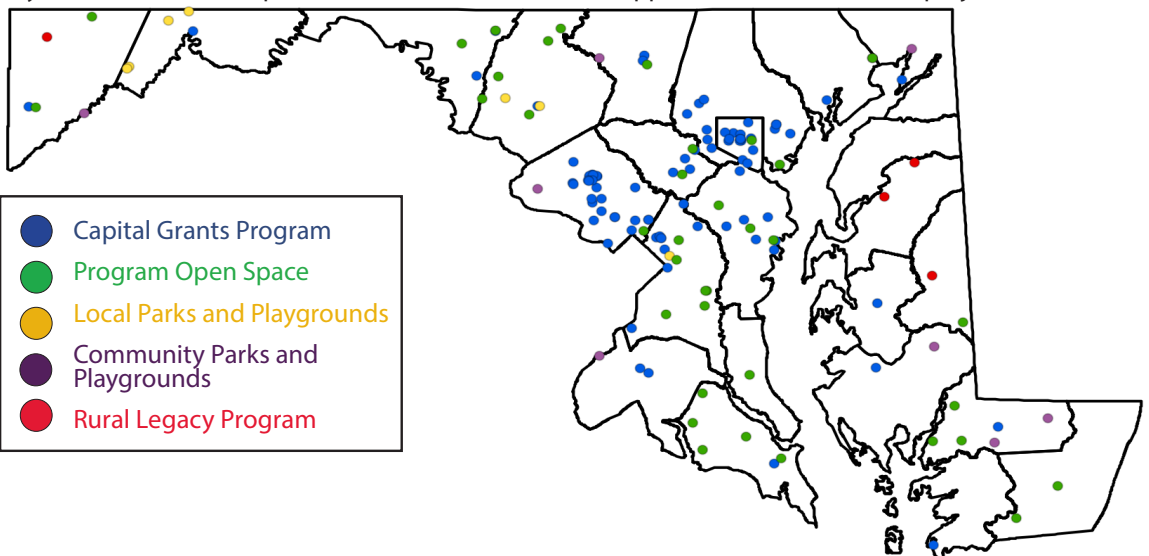 Capital Grants Program
Program Open Space
Local Parks and Playgrounds
Community Parks and
Playgrounds
Rural Legacy Program